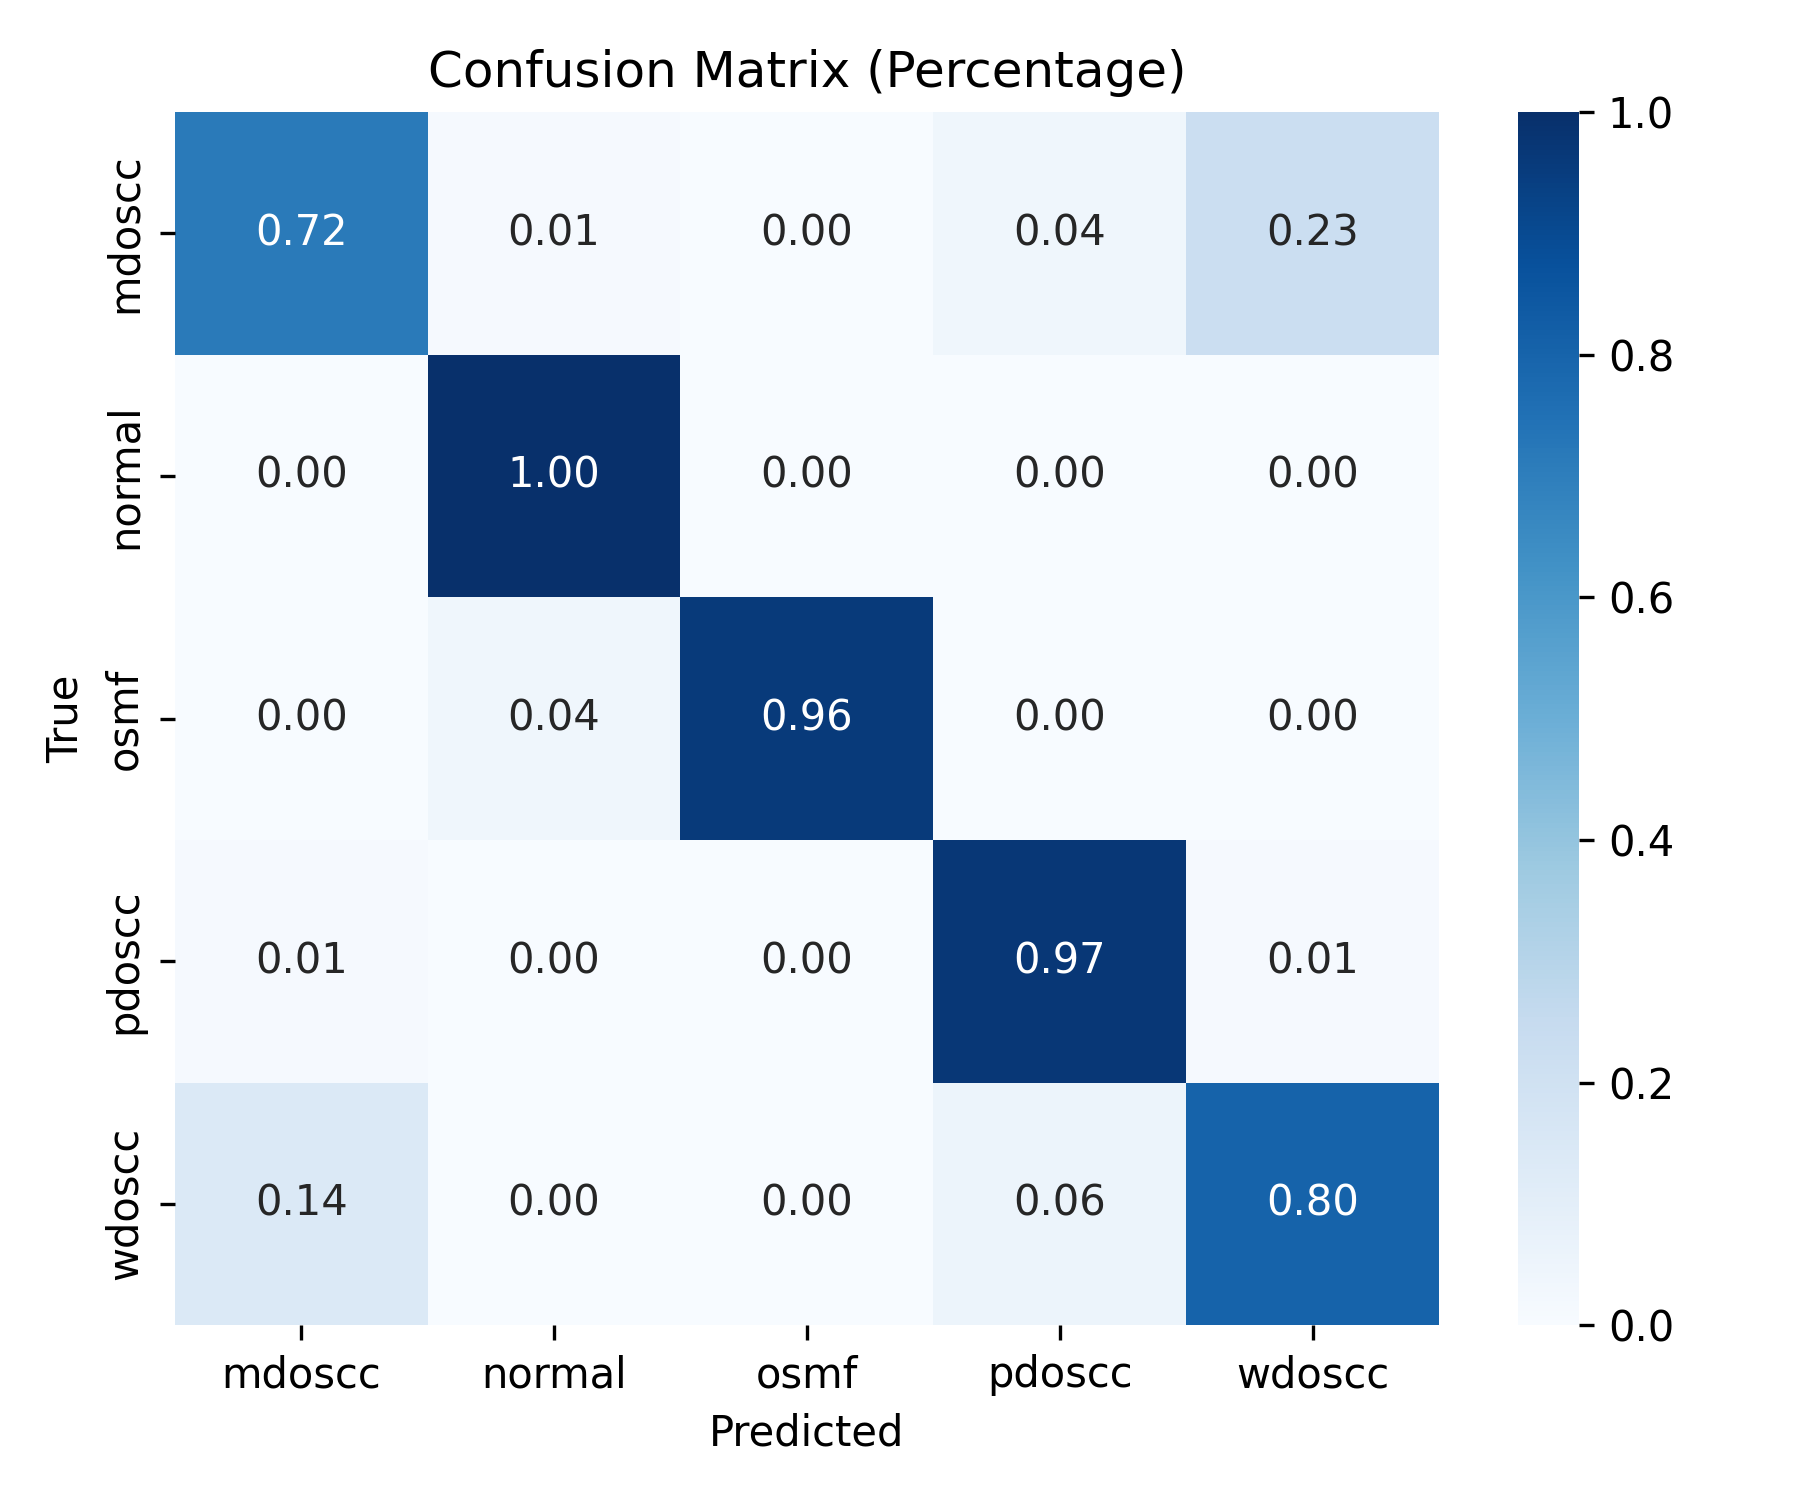 Confusion Matrix (Percentage)
mdoscc 0.72 0.01 0.00 0.04 0.23
normal 0.00 1.00 0.00 0.00 0.00
osmf 0.00 0.04 0.96 0.00 0.00
pdoscc 0.01 0.00 0.00 0.97 0.01
wdoscc 0.14 0.00 0.00 0.06 0.80
True
mdoscc normal osmf pdoscc wdoscc
Predicted
1.0
0.8
0.6
0.4
0.2
0.0